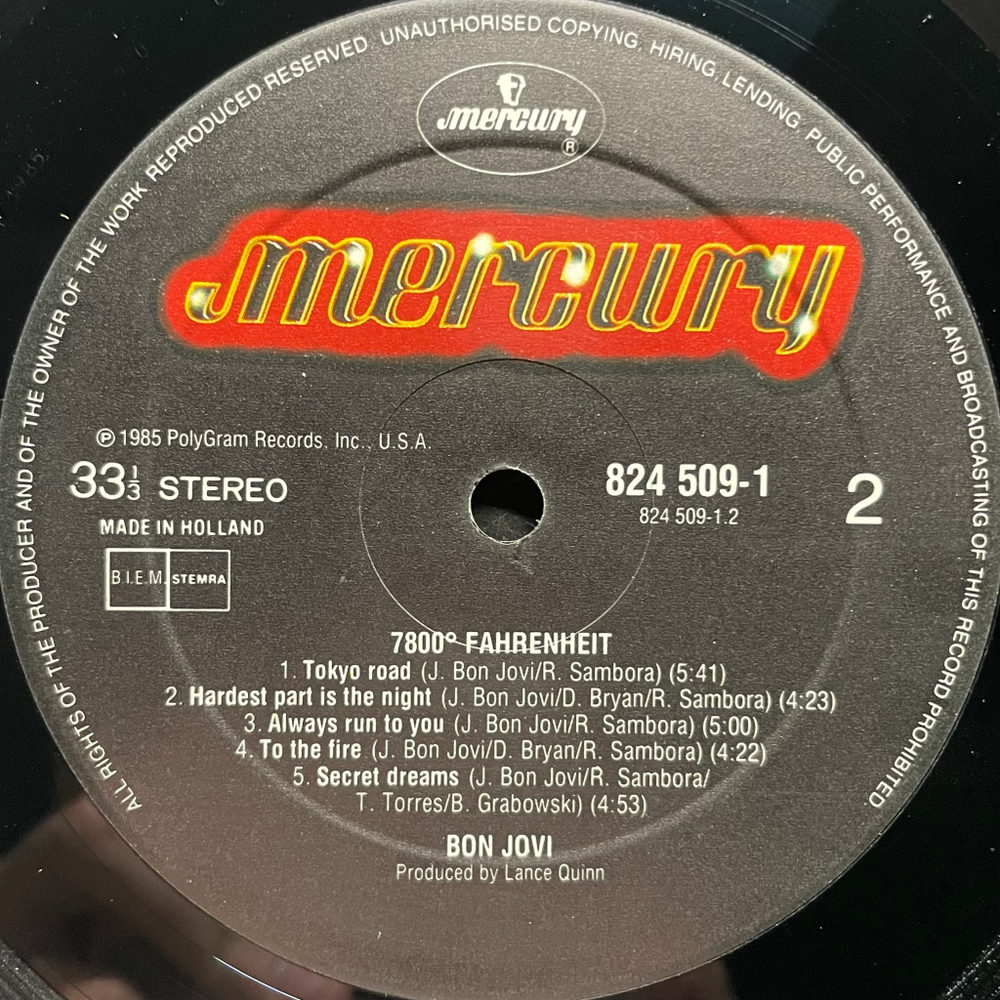 ALL RIGHTS OF THE PRODUCER AND OF THE OWNER OF THE WORK REPRODUCED RESERVED UNAUTHORISED COPYING, HIRING, LENDING, PUBLIC PERFORMANCE AND BROADCASTING OF THIS RECORD PROHIBITED
mercury
®
mercury
℗ 1985 PolyGram Records, Inc., U.S.A.
33⅓ STEREO
824 509-1
2
824 509-1.2
MADE IN HOLLAND
B.I.E.M. STEMRA
7800° FAHRENHEIT
1. Tokyo road (J. Bon Jovi/R. Sambora) (5:41)
2. Hardest part is the night (J. Bon Jovi/D. Bryan/R. Sambora) (4:23)
3. Always run to you (J. Bon Jovi/R. Sambora) (5:00)
4. To the fire (J. Bon Jovi/D. Bryan/R. Sambora) (4:22)
5. Secret dreams (J. Bon Jovi/R. Sambora/
T. Torres/B. Grabowski) (4:53)
BON JOVI
Produced by Lance Quinn